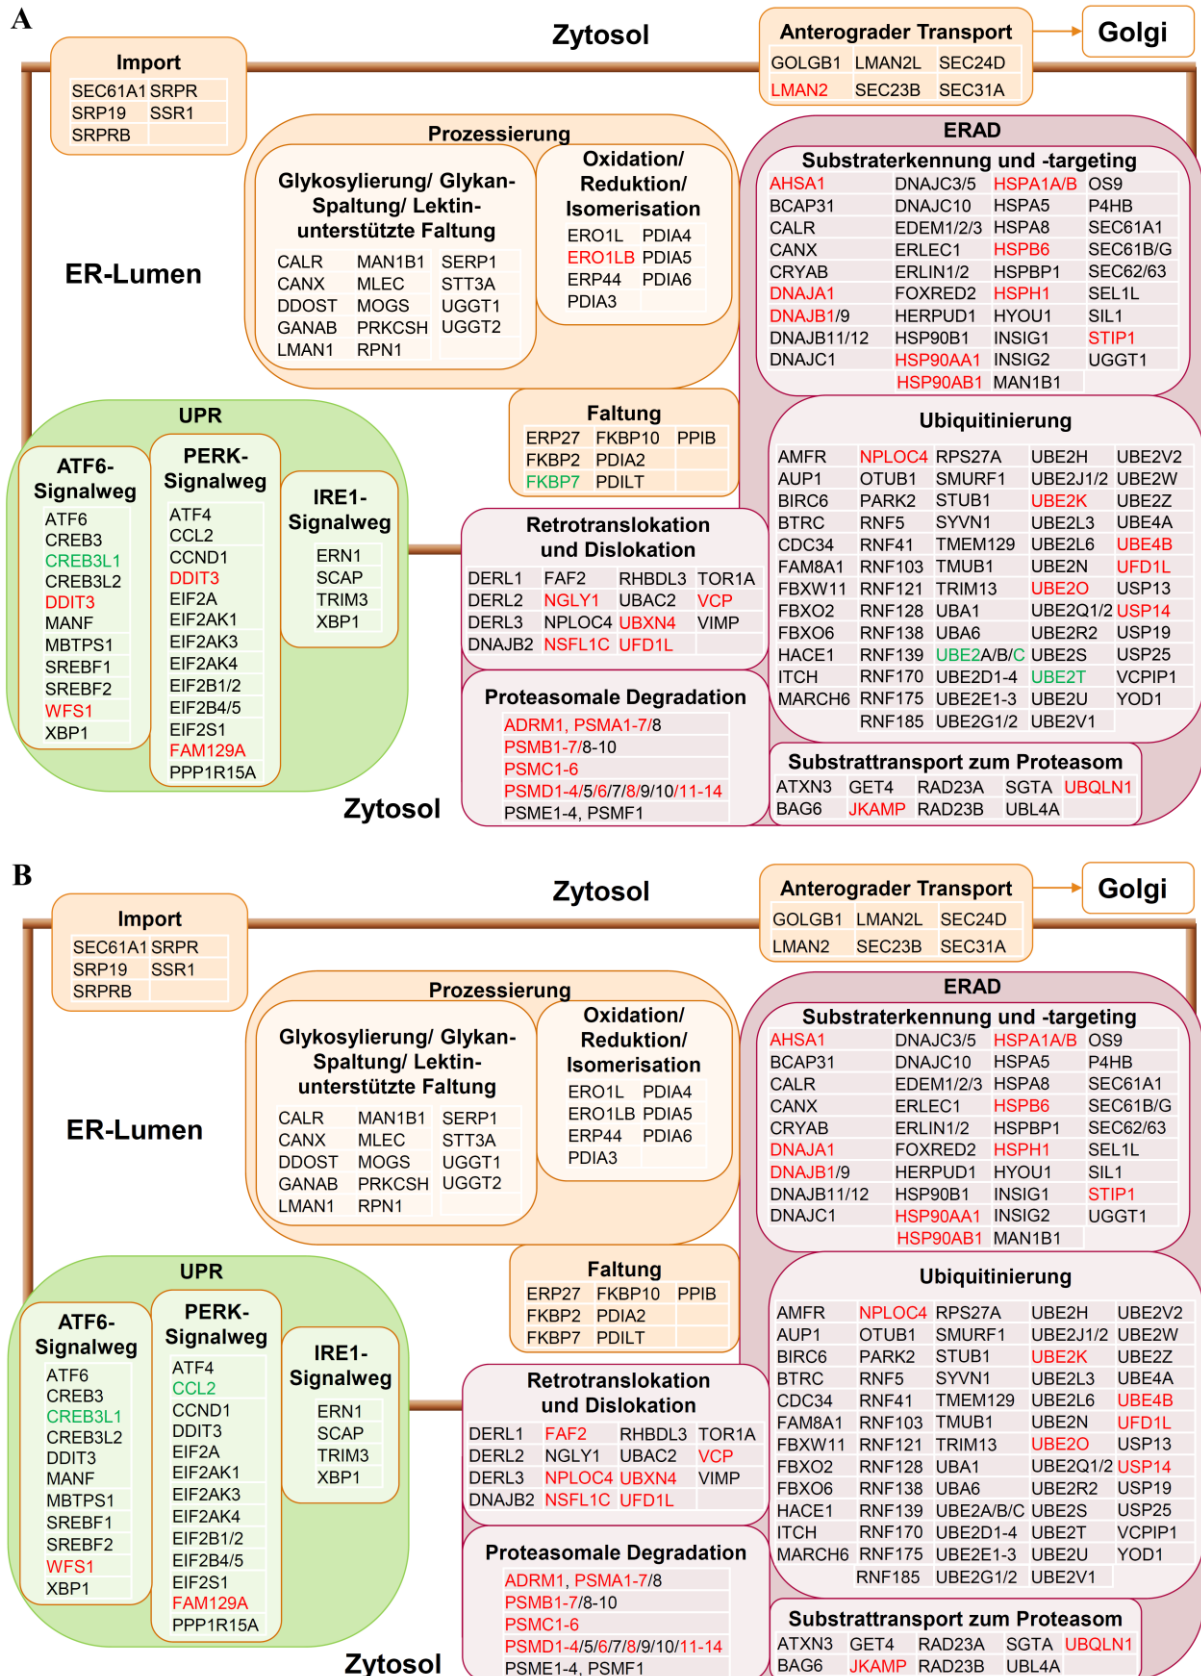 A
Zytosol
Anterograder Transport
GOLGB1 LMAN2L SEC24D
LMAN2 SEC23B SEC31A
Golgi
Import
SEC61A1 SRPR
SRP19 SSR1
SRPRB
Prozessierung
Glykosylierung/ Glykan-
Spaltung/ Lektin-
unterstützte Faltung
CALR MAN1B1 SERP1
CANX MLEC STT3A
DDOST MOGS UGGT1
GANAB PRKCSH UGGT2
LMAN1 RPN1
Oxidation/
Reduktion/
Isomerisation
ERO1L PDIA4
ERO1LB PDIA5
ERP44 PDIA6
PDIA3
ER-Lumen
ERAD
Substraterkennung und -targeting
AHSA1 DNAJC3/5 HSPA1A/B OS9
BCAP31 DNAJC10 HSPA5 P4HB
CALR EDEM1/2/3 HSPA8 SEC61A1
CANX ERLEC1 HSPB6 SEC61B/G
CRYAB ERLIN1/2 HSPBP1 SEC62/63
DNAJA1 FOXRED2 HSPH1 SEL1L
DNAJB1/9 HERPUD1 HYOU1 SIL1
DNAJB11/12 HSP90B1 INSIG1 STIP1
DNAJC1 HSP90AA1 INSIG2 UGGT1
HSP90AB1 MAN1B1
UPR
ATF6-
Signalweg
ATF6
CREB3
CREB3L1
CREB3L2
DDIT3
MANF
MBTPS1
SREBF1
SREBF2
WFS1
XBP1
PERK-
Signalweg
ATF4
CCL2
CCND1
DDIT3
EIF2A
EIF2AK1
EIF2AK3
EIF2AK4
EIF2B1/2
EIF2B4/5
EIF2S1
FAM129A
PPP1R15A
IRE1-
Signalweg
ERN1
SCAP
TRIM3
XBP1
Faltung
ERP27 FKBP10 PPIB
FKBP2 PDIA2
FKBP7 PDILT
Retrotranslokation
und Dislokation
DERL1 FAF2 RHBDL3 TOR1A
DERL2 NGLY1 UBAC2 VCP
DERL3 NPLOC4 UBXN4 VIMP
DNAJB2 NSFL1C UFD1L
Proteasomale Degradation
ADRM1, PSMA1-7/8
PSMB1-7/8-10
PSMC1-6
PSMD1-4/5/6/7/8/9/10/11-14
PSME1-4, PSMF1
Ubiquitinierung
AMFR NPLOC4 RPS27A UBE2H UBE2V2
AUP1 OTUB1 SMURF1 UBE2J1/2 UBE2W
BIRC6 PARK2 STUB1 UBE2K UBE2Z
BTRC RNF5 SYVN1 UBE2L3 UBE4A
CDC34 RNF41 TMEM129 UBE2L6 UBE4B
FAM8A1 RNF103 TMUB1 UBE2N UFD1L
FBXW11 RNF121 TRIM13 UBE2O USP13
FBXO2 RNF128 UBA1 UBE2Q1/2 USP14
FBXO6 RNF138 UBA6 UBE2R2 USP19
HACE1 RNF139 UBE2A/B/C UBE2S USP25
ITCH RNF170 UBE2D1-4 UBE2T VCPIP1
MARCH6 RNF175 UBE2E1-3 UBE2U YOD1
RNF185 UBE2G1/2 UBE2V1
Substrattransport zum Proteasom
ATXN3 GET4 RAD23A SGTA UBQLN1
BAG6 JKAMP RAD23B UBL4A
Zytosol
B
Zytosol
Anterograder Transport
GOLGB1 LMAN2L SEC24D
LMAN2 SEC23B SEC31A
Golgi
Import
SEC61A1 SRPR
SRP19 SSR1
SRPRB
Prozessierung
Glykosylierung/ Glykan-
Spaltung/ Lektin-
unterstützte Faltung
CALR MAN1B1 SERP1
CANX MLEC STT3A
DDOST MOGS UGGT1
GANAB PRKCSH UGGT2
LMAN1 RPN1
Oxidation/
Reduktion/
Isomerisation
ERO1L PDIA4
ERO1LB PDIA5
ERP44 PDIA6
PDIA3
ER-Lumen
ERAD
Substraterkennung und -targeting
AHSA1 DNAJC3/5 HSPA1A/B OS9
BCAP31 DNAJC10 HSPA5 P4HB
CALR EDEM1/2/3 HSPA8 SEC61A1
CANX ERLEC1 HSPB6 SEC61B/G
CRYAB ERLIN1/2 HSPBP1 SEC62/63
DNAJA1 FOXRED2 HSPH1 SEL1L
DNAJB1/9 HERPUD1 HYOU1 SIL1
DNAJB11/12 HSP90B1 INSIG1 STIP1
DNAJC1 HSP90AA1 INSIG2 UGGT1
HSP90AB1 MAN1B1
UPR
ATF6-
Signalweg
ATF6
CREB3
CREB3L1
CREB3L2
DDIT3
MANF
MBTPS1
SREBF1
SREBF2
WFS1
XBP1
PERK-
Signalweg
ATF4
CCL2
CCND1
DDIT3
EIF2A
EIF2AK1
EIF2AK3
EIF2AK4
EIF2B1/2
EIF2B4/5
EIF2S1
FAM129A
PPP1R15A
IRE1-
Signalweg
ERN1
SCAP
TRIM3
XBP1
Faltung
ERP27 FKBP10 PPIB
FKBP2 PDIA2
FKBP7 PDILT
Retrotranslokation
und Dislokation
DERL1 FAF2 RHBDL3 TOR1A
DERL2 NGLY1 UBAC2 VCP
DERL3 NPLOC4 UBXN4 VIMP
DNAJB2 NSFL1C UFD1L
Proteasomale Degradation
ADRM1, PSMA1-7/8
PSMB1-7/8-10
PSMC1-6
PSMD1-4/5/6/7/8/9/10/11-14
PSME1-4, PSMF1
Ubiquitinierung
AMFR NPLOC4 RPS27A UBE2H UBE2V2
AUP1 OTUB1 SMURF1 UBE2J1/2 UBE2W
BIRC6 PARK2 STUB1 UBE2K UBE2Z
BTRC RNF5 SYVN1 UBE2L3 UBE4A
CDC34 RNF41 TMEM129 UBE2L6 UBE4B
FAM8A1 RNF103 TMUB1 UBE2N UFD1L
FBXW11 RNF121 TRIM13 UBE2O USP13
FBXO2 RNF128 UBA1 UBE2Q1/2 USP14
FBXO6 RNF138 UBA6 UBE2R2 USP19
HACE1 RNF139 UBE2A/B/C UBE2S USP25
ITCH RNF170 UBE2D1-4 UBE2T VCPIP1
MARCH6 RNF175 UBE2E1-3 UBE2U YOD1
RNF185 UBE2G1/2 UBE2V1
Substrattransport zum Proteasom
ATXN3 GET4 RAD23A SGTA UBQLN1
BAG6 JKAMP RAD23B UBL4A
Zytosol